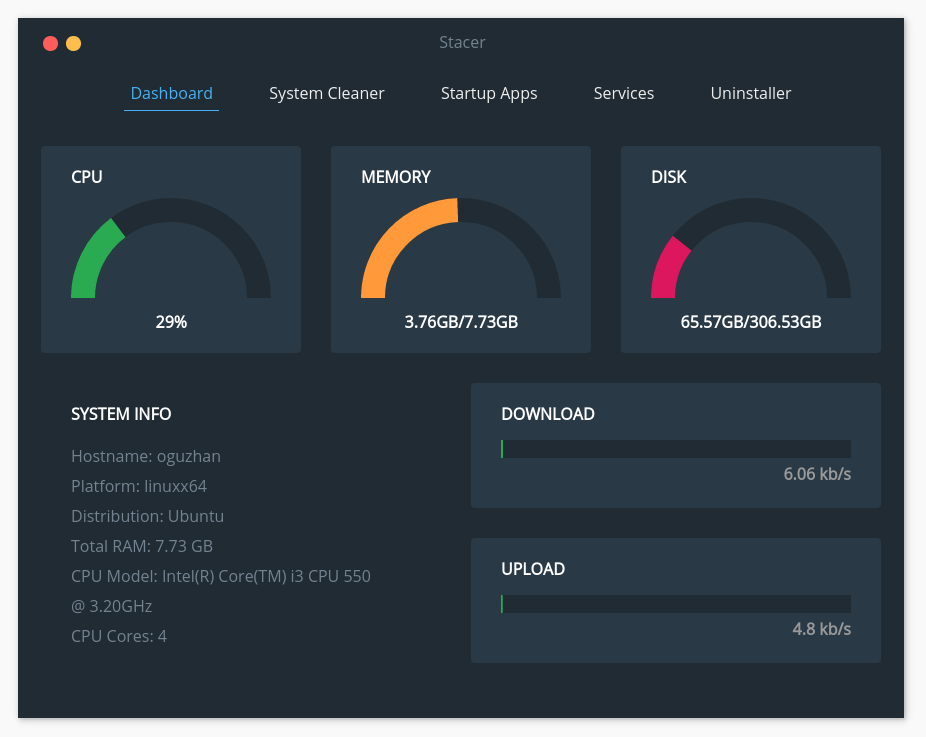 Stacer
Dashboard System Cleaner Startup Apps Services Uninstaller
CPU
29%
MEMORY
3.76GB/7.73GB
DISK
65.57GB/306.53GB
SYSTEM INFO
Hostname: oguzhan
Platform: linuxx64
Distribution: Ubuntu
Total RAM: 7.73 GB
CPU Model: Intel(R) Core(TM) i3 CPU 550
@ 3.20GHz
CPU Cores: 4
DOWNLOAD
6.06 kb/s
UPLOAD
4.8 kb/s